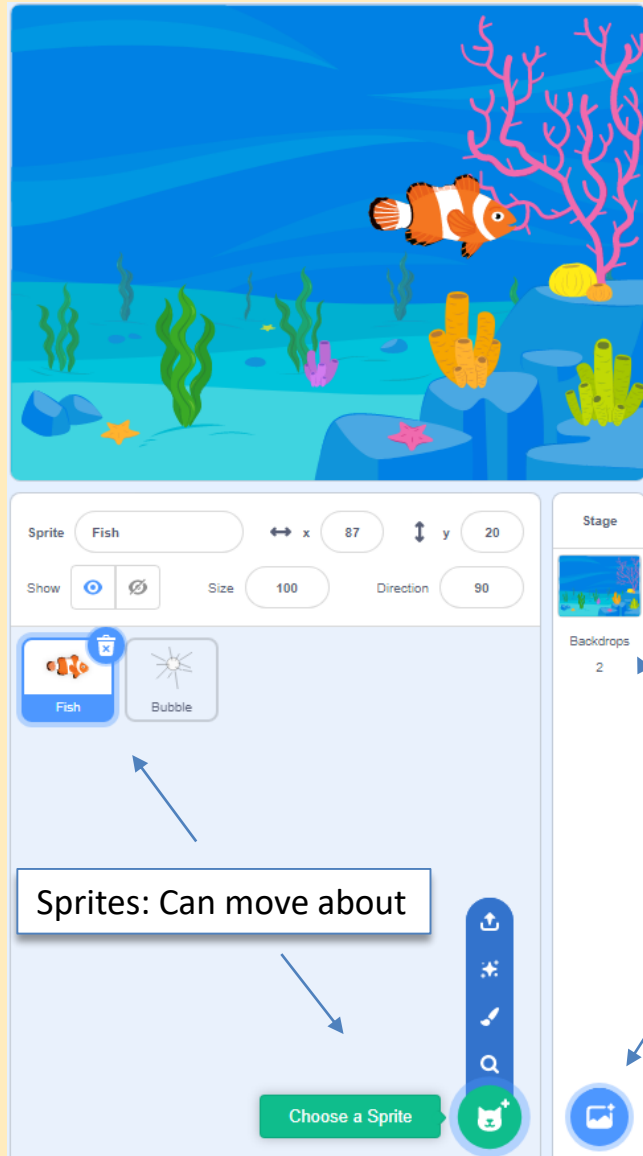 Sprite Fish x 87 y 20
Show Size 100 Direction 90
Fish Bubble
Stage
Backdrops
2
Sprites: Can move about
Choose a Sprite